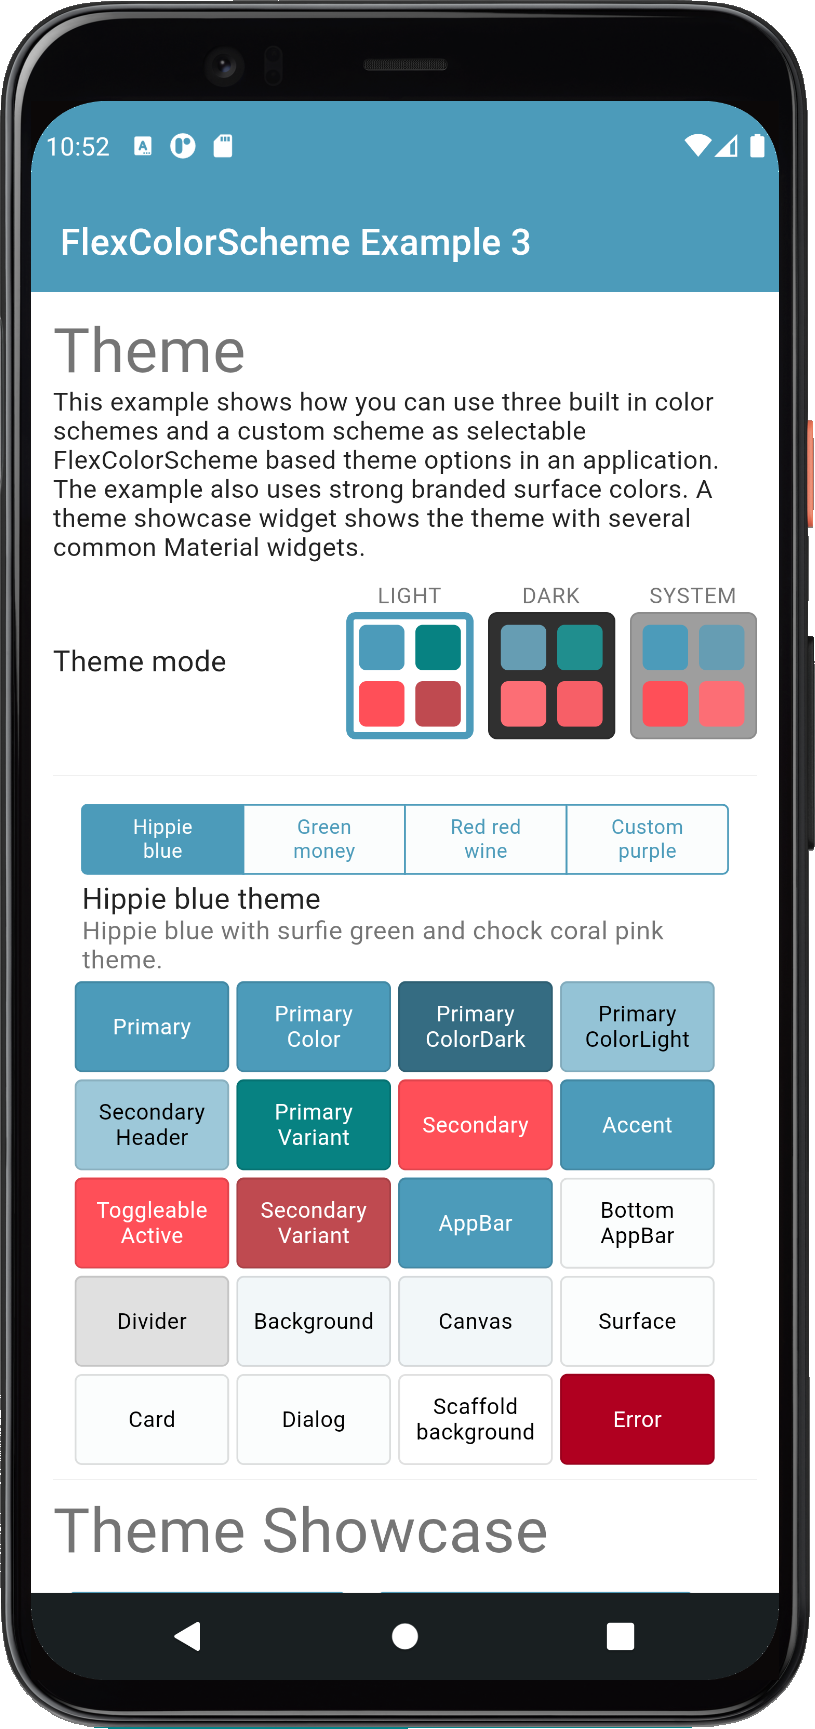 10:52
FlexColorScheme Example 3
Theme
This example shows how you can use three built in color
schemes and a custom scheme as selectable
FlexColorScheme based theme options in an application.
The example also uses strong branded surface colors. A
theme showcase widget shows the theme with several
common Material widgets.
LIGHT DARK SYSTEM
Theme mode
Hippie
blue
Green
money
Red red
wine
Custom
purple
Hippie blue theme
Hippie blue with surfie green and chock coral pink
theme.
Primary
Primary
Color
Primary
ColorDark
Primary
ColorLight
Secondary
Header
Primary
Variant
Secondary
Accent
Toggleable
Active
Secondary
Variant
AppBar
Bottom
AppBar
Divider
Background
Canvas
Surface
Card
Dialog
Scaffold
background
Error
Theme Showcase